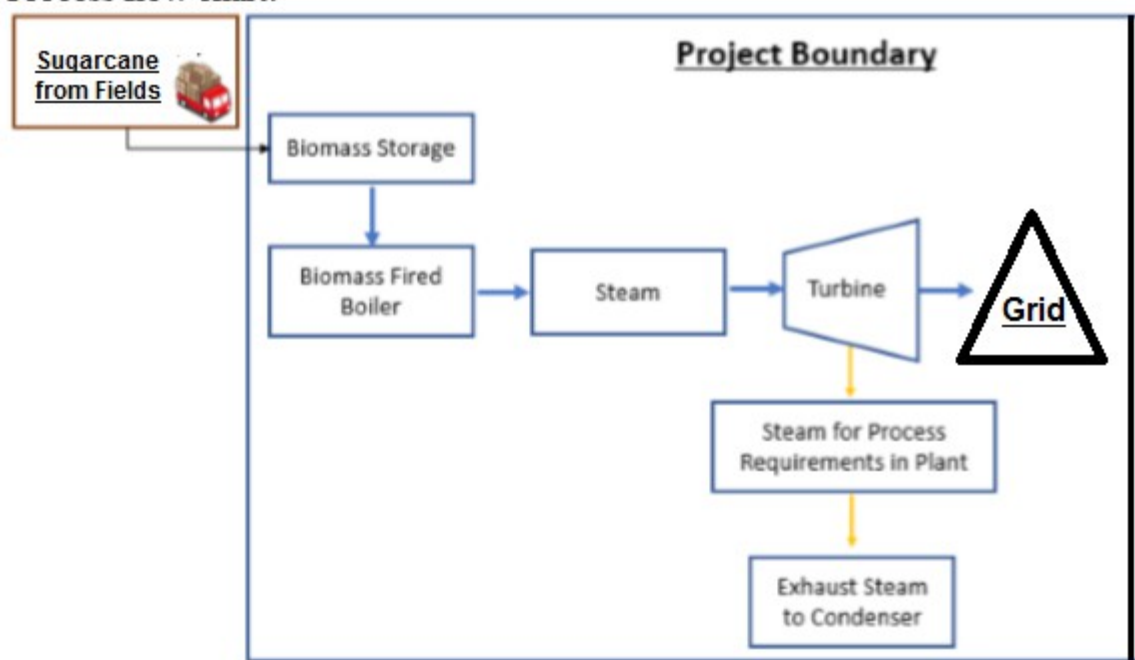 Sugarcane
from Fields
Project Boundary
Biomass Storage
Biomass Fired
Boiler
Steam
Turbine
Grid
Steam for Process
Requirements in Plant
Exhaust Steam
to Condenser